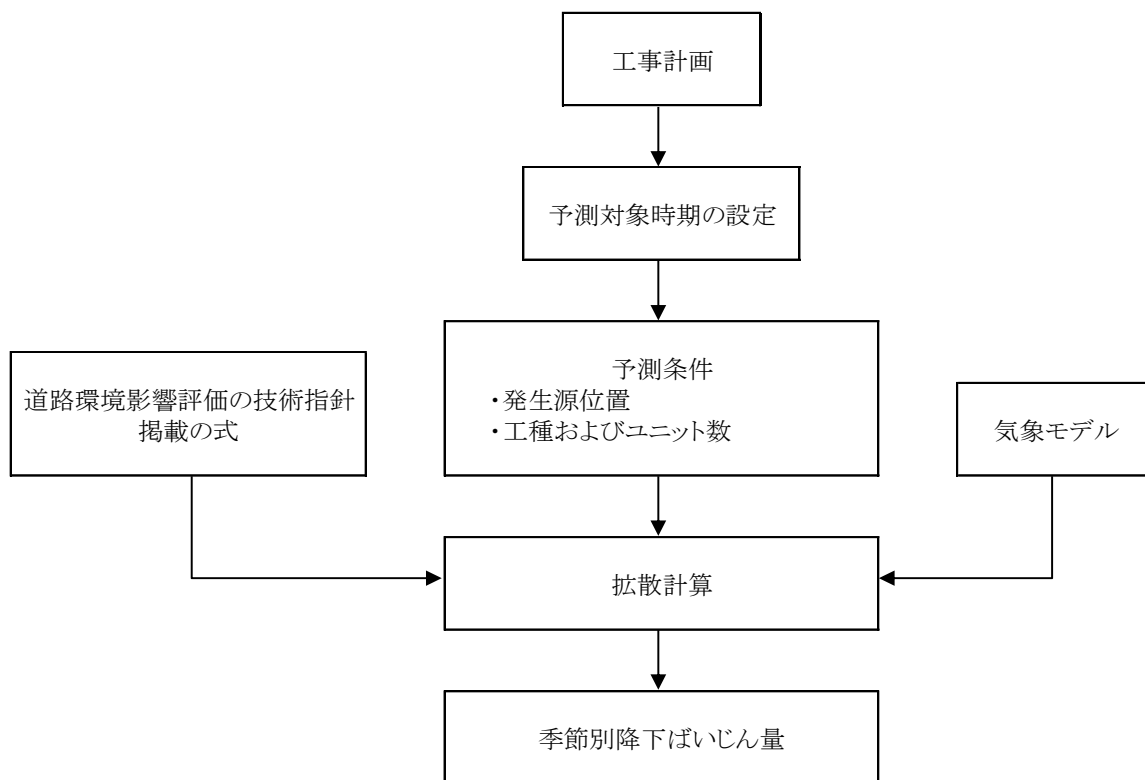 工事計画
予測対象時期の設定
予測条件
・発生源位置
・工種およびユニット数
道路環境影響評価の技術指針
掲載の式
気象モデル
拡散計算
季節別降下ばいじん量